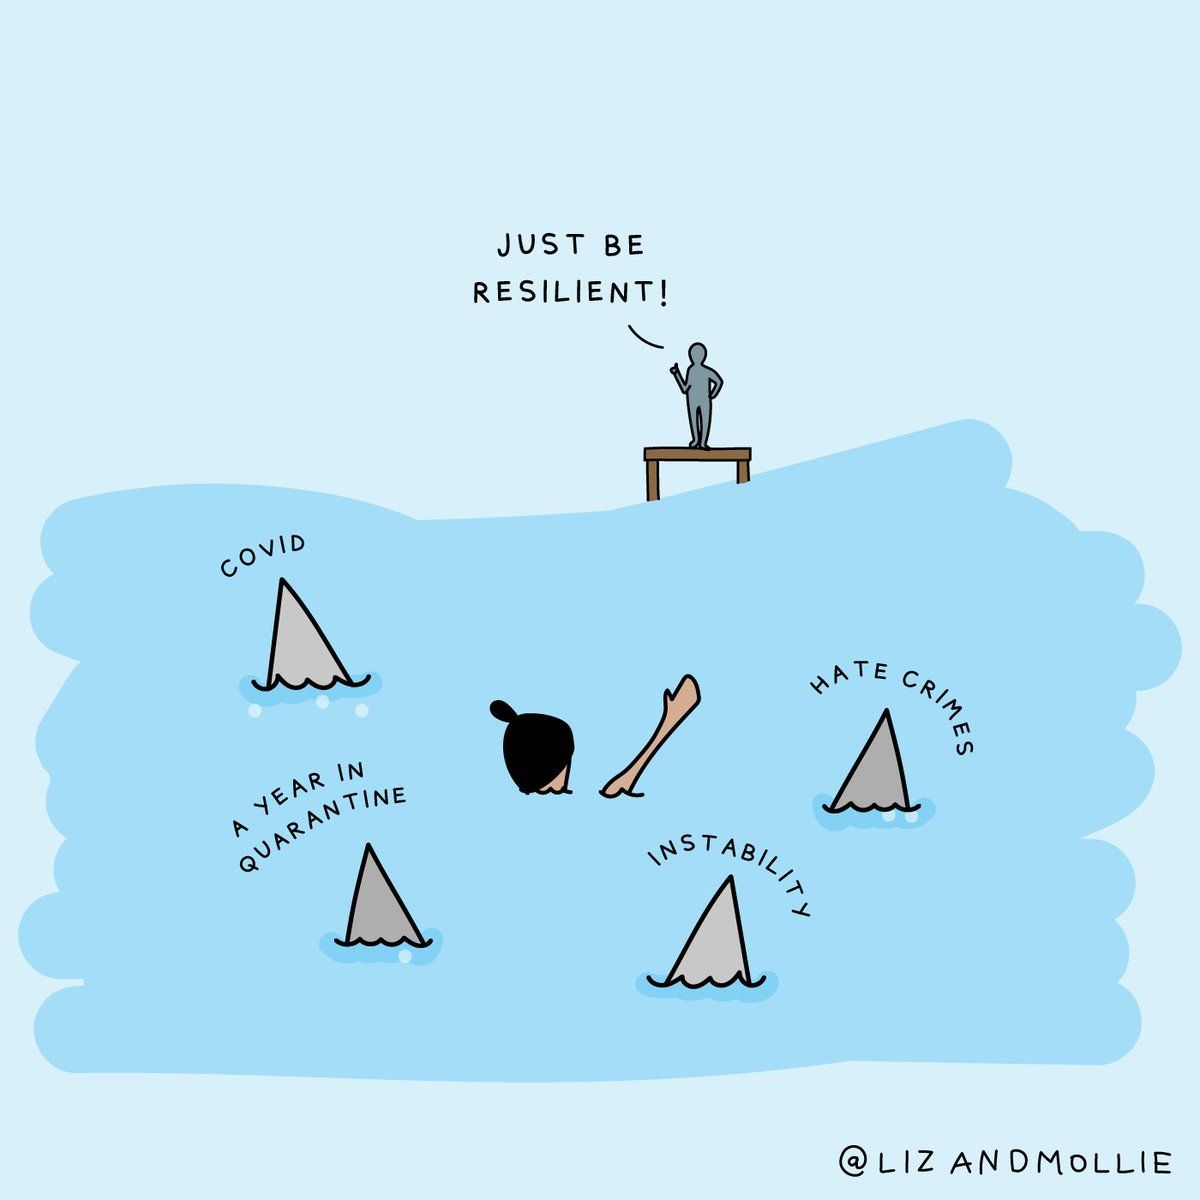 JUST BE
RESILIENT!
COVID
HATE CRIMES
A YEAR IN
QUARANTINE
INSTABILITY
@LIZANDMOLLIE